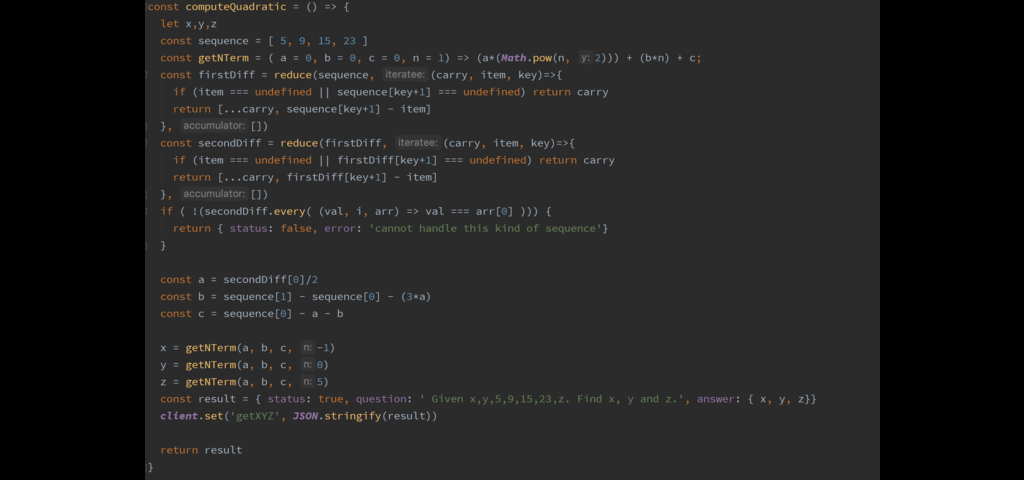 const computeQuadratic = () => {
let x,y,z
const sequence = [ 5, 9, 15, 23 ]
const getNTerm = ( a = 0, b = 0, c = 0, n = 1) => (a*(Math.pow(n, y: 2))) + (b*n) + c;
const firstDiff = reduce(sequence, iteratee: (carry, item, key)=>{
if (item === undefined || sequence[key+1] === undefined) return carry
return [...carry, sequence[key+1] - item]
}, accumulator: [])
const secondDiff = reduce(firstDiff, iteratee: (carry, item, key)=>{
if (item === undefined || firstDiff[key+1] === undefined) return carry
return [...carry, firstDiff[key+1] - item]
}, accumulator: [])
if ( !(secondDiff.every( (val, i, arr) => val === arr[0] ))) {
return { status: false, error: 'cannot handle this kind of sequence'}
}
const a = secondDiff[0]/2
const b = sequence[1] - sequence[0] - (3*a)
const c = sequence[0] - a - b
x = getNTerm(a, b, c, n: -1)
y = getNTerm(a, b, c, n: 0)
z = getNTerm(a, b, c, n: 5)
const result = { status: true, question: ' Given x,y,5,9,15,23,z. Find x, y and z.', answer: { x, y, z}}
client.set('getXYZ', JSON.stringify(result))
return result
}